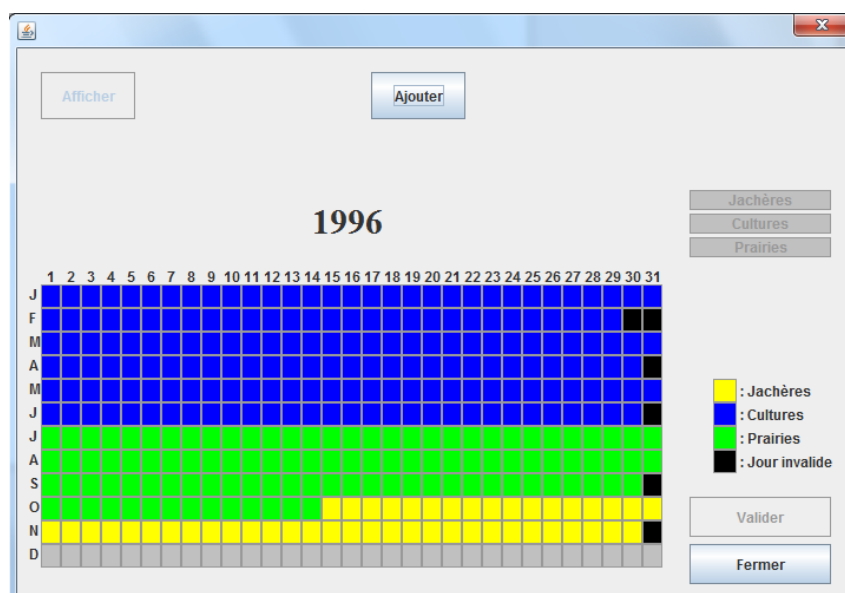 Afficher
Ajouter
1996
Jachères
Cultures
Prairies
1 2 3 4 5 6 7 8 9 10 11 12 13 14 15 16 17 18 19 20 21 22 23 24 25 26 27 28 29 30 31
J
F
M
A
M
J
J
A
S
O
N
D
: Jachères
: Cultures
: Prairies
: Jour invalide
Valider
Fermer